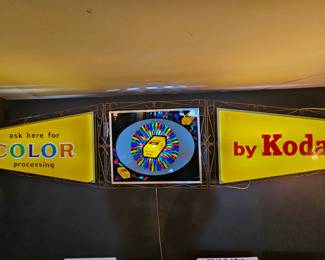 ask here for
COLOR
processing
by Koda